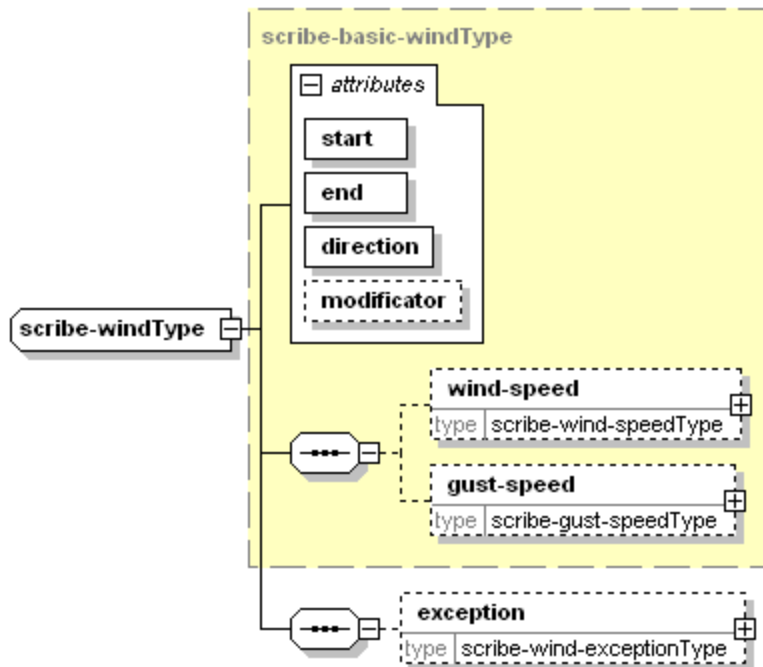 scribe-basic-windType
attributes
start
end
direction
modificator
scribe-windType
wind-speed
type scribe-wind-speedType
gust-speed
type scribe-gust-speedType
exception
type scribe-wind-exceptionType